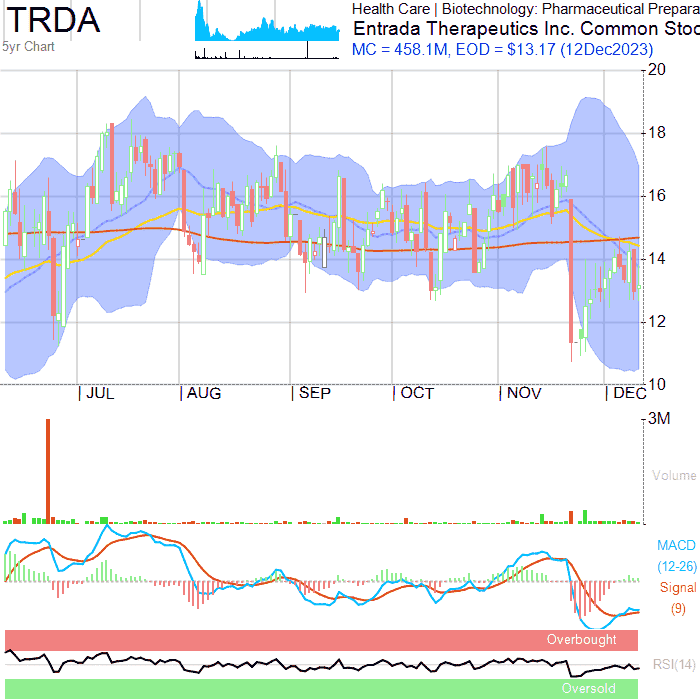 TRDA
5yr Chart
Health Care | Biotechnology: Pharmaceutical Prepara
Entrada Therapeutics Inc. Common Stoc
MC = 458.1M, EOD = $13.17 (12Dec2023)
20
18
16
14
12
10
JUL AUG SEP OCT NOV DEC
3M
Volume
MACD
(12-26)
Signal
(9)
Overbought
RSI(14)
Oversold